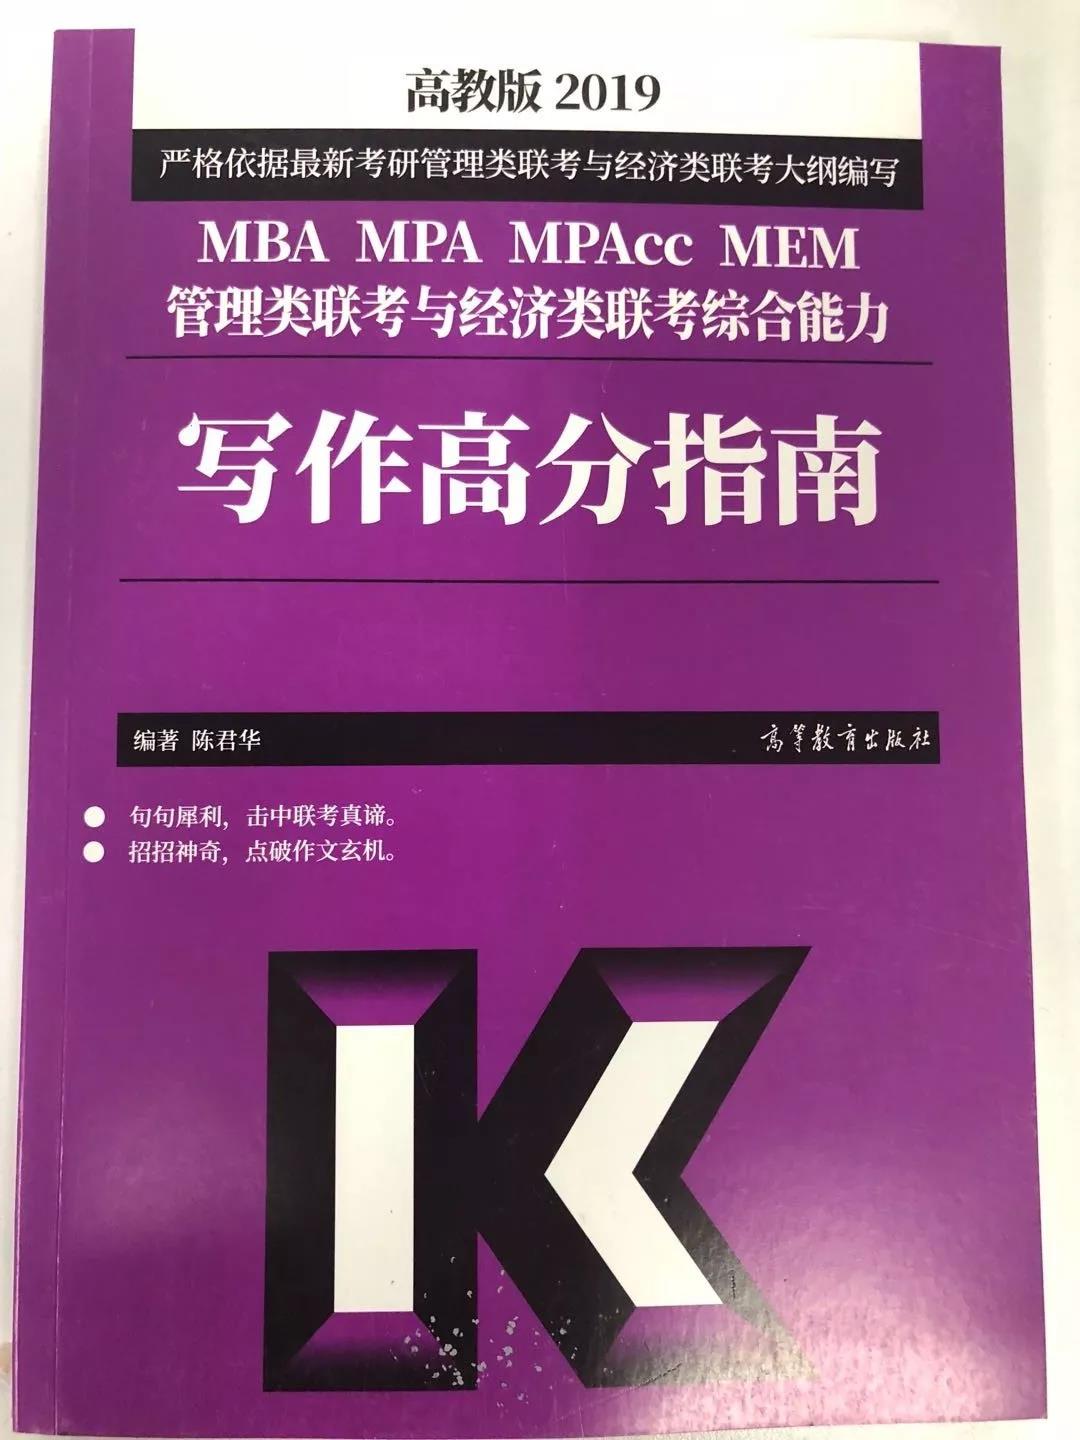 高教版 2019
严格依据最新考研管理类联考与经济类联考大纲编写
MBA MPA MPAcc MEM
管理类联考与经济类联考综合能力
写作高分指南
编著 陈君华
高等教育出版社
● 句句犀利，击中联考真谛。
● 招招神奇，点破作文玄机。
K